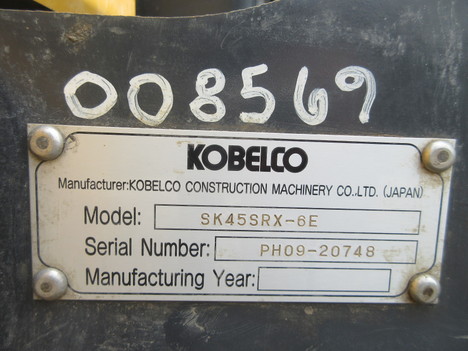 008569
KOBELCO
Manufacturer:KOBELCO CONSTRUCTION MACHINERY CO.,LTD. (JAPAN)
Model: SK45SRX-6E
Serial Number: PH09-20748
Manufacturing Year: